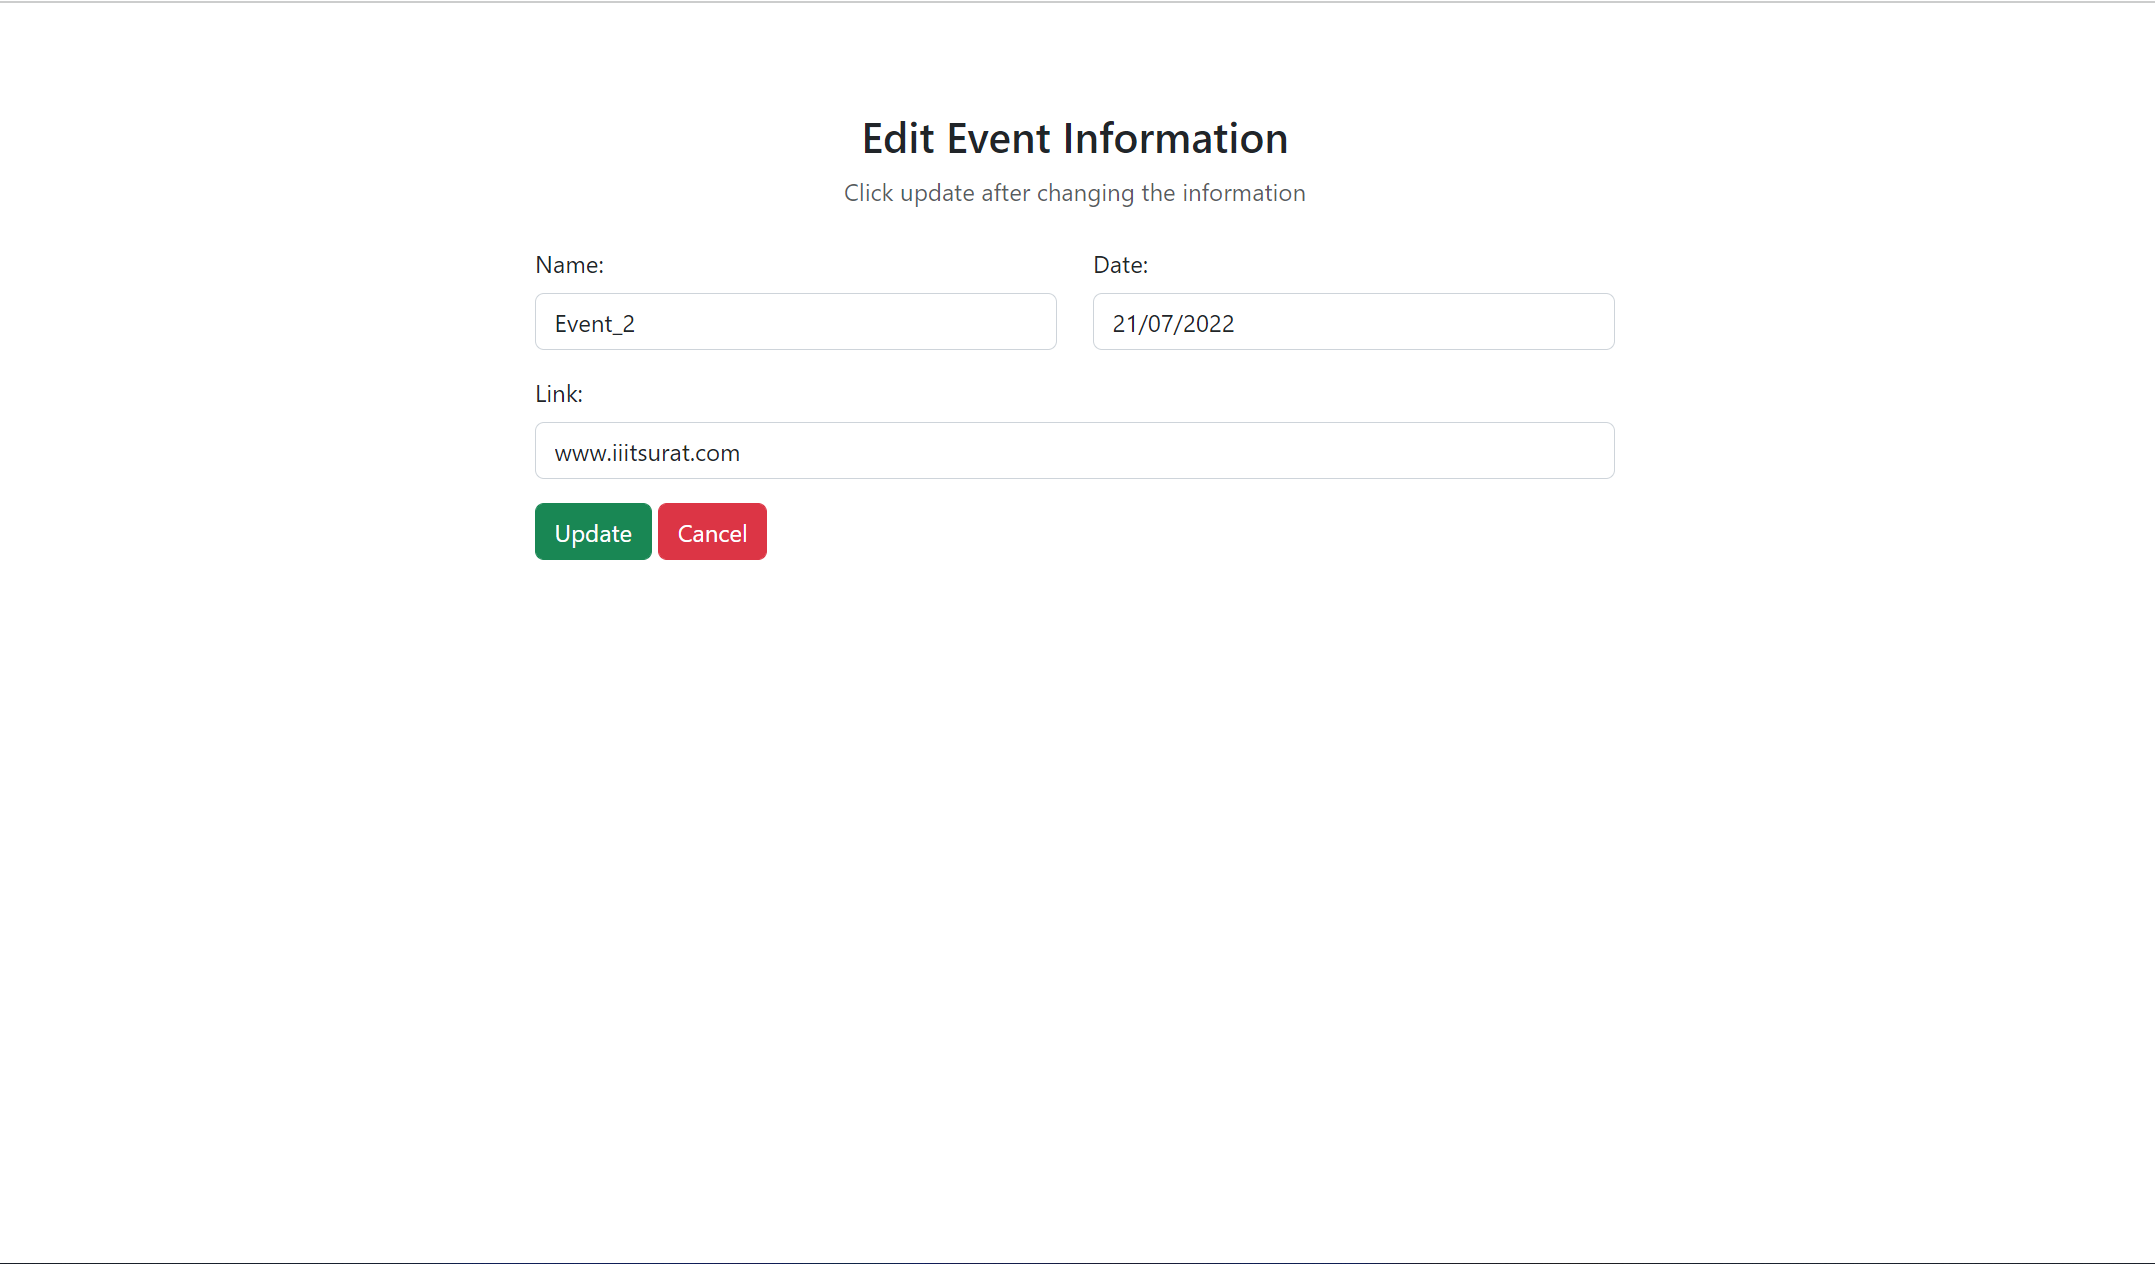 Edit Event Information
Click update after changing the information
Name:
Date:
Event_2
21/07/2022
Link:
www.iiitsurat.com
Update
Cancel